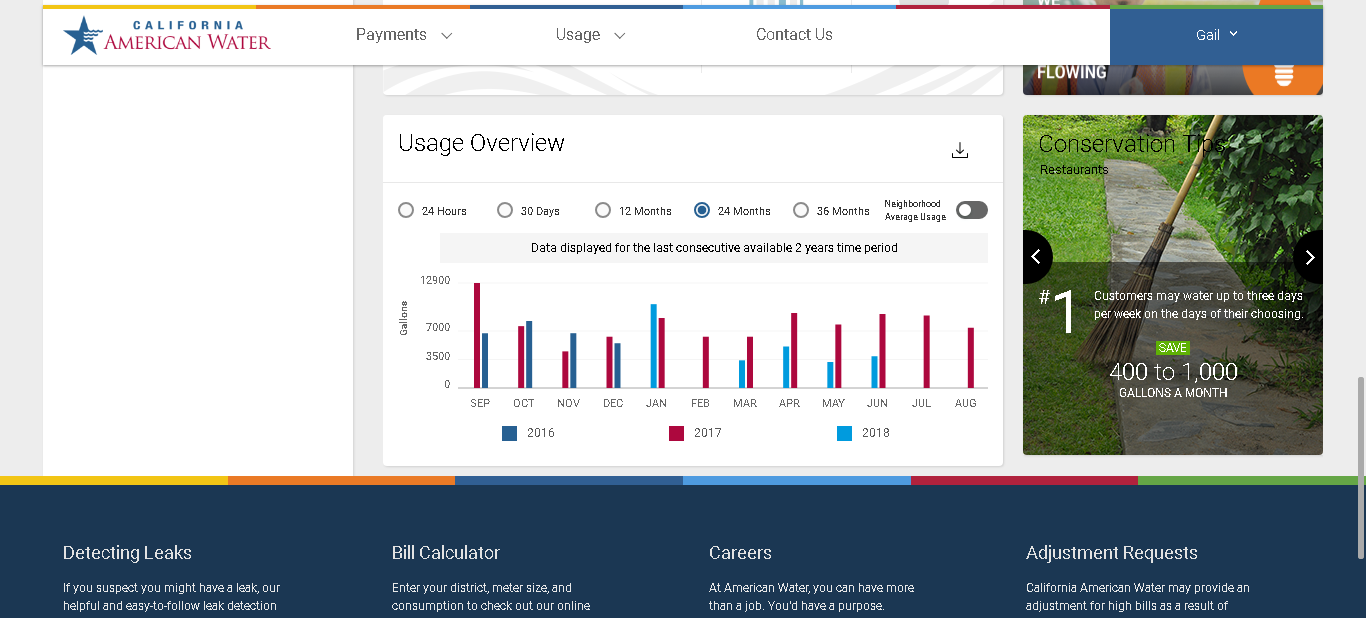 WE
CALIFORNIA
AMERICAN WATER
Payments
Usage
Contact Us
Gail
FLOWING
Usage Overview
24 Hours
30 Days
12 Months
24 Months
36 Months
Neighborhood
Average Usage
Data displayed for the last consecutive available 2 years time period
Gallons
12900
7000
3500
0
SEP OCT NOV DEC JAN FEB MAR APR MAY JUN JUL AUG
2016 2017 2018
Conservation Tips
Restaurants
#1
Customers may water up to three days
per week on the days of their choosing.
SAVE
400 to 1,000
GALLONS A MONTH
Detecting Leaks
If you suspect you might have a leak, our
helpful and easy-to-follow leak detection
Bill Calculator
Enter your district, meter size, and
consumption to check out our online
Careers
At American Water, you can have more
than a job. You'd have a purpose.
Adjustment Requests
California American Water may provide an
adjustment for high bills as a result of